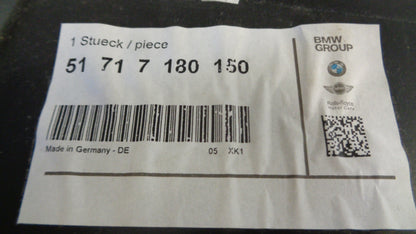 1 Stueck / piece
51 71 7 180 150
Made in Germany - DE 05 XK1
BMW
GROUP